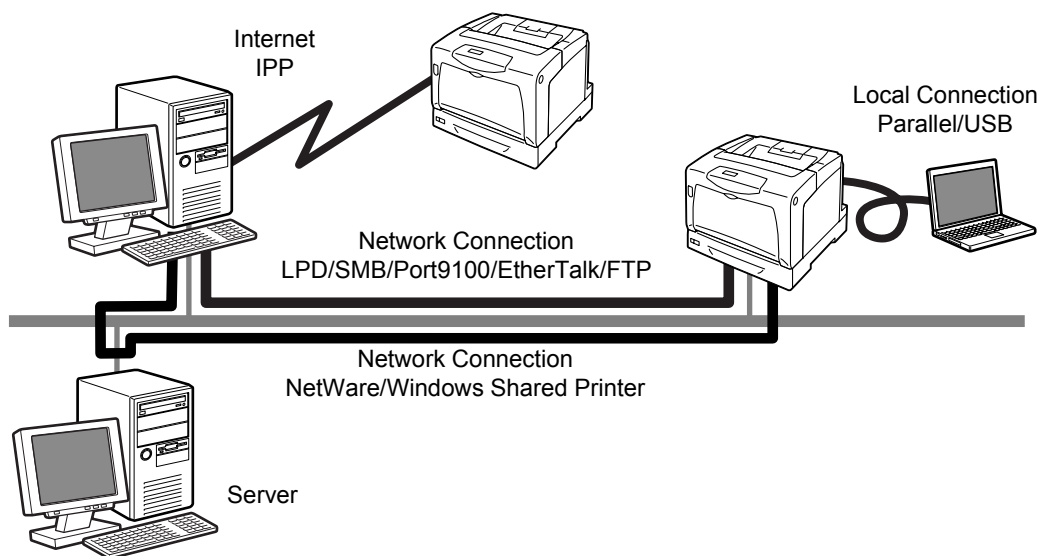 Internet
IPP
Local Connection
Parallel/USB
Network Connection
LPD/SMB/Port9100/EtherTalk/FTP
Network Connection
NetWare/Windows Shared Printer
Server